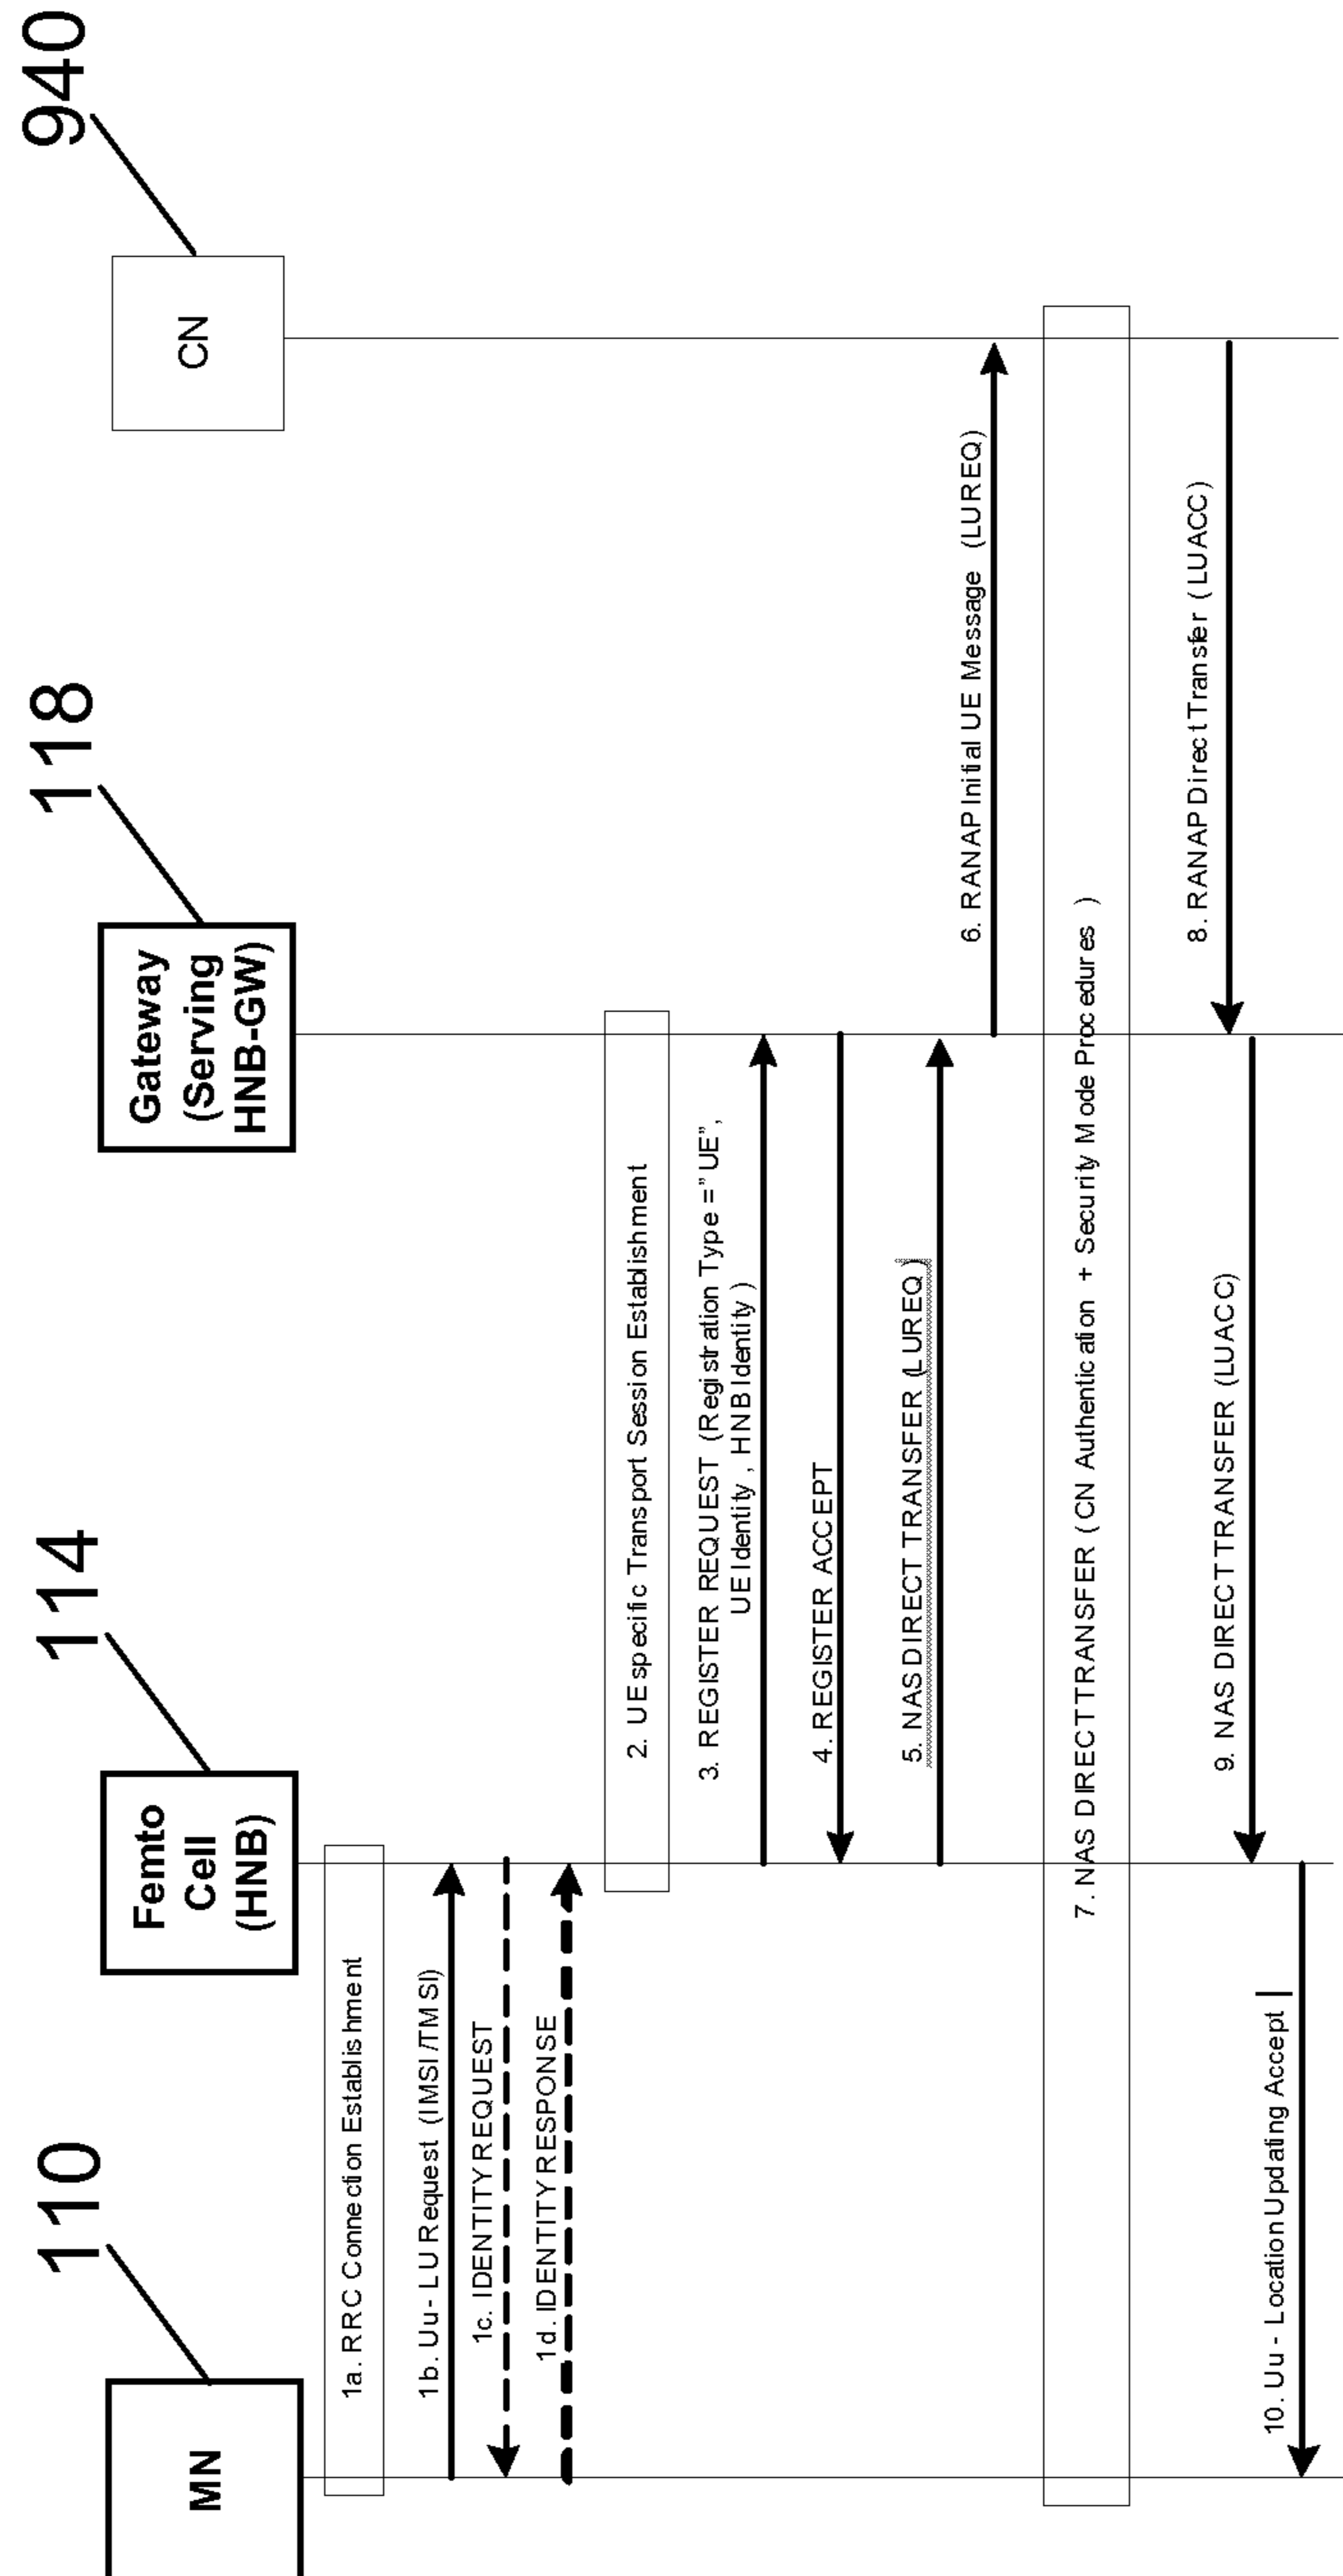 110
114
118
940
MN
Femto
Cell
(HNB)
Gateway
(Serving
HNB-GW)
CN
1a. RRC Connection Establishment
1b. Uu- LU Request (IMSI/TMSI)
1c. IDENTITY REQUEST
1d. IDENTITY RESPONSE
2. UE specific Transport Session Establishment
3. REGISTER REQUEST (Registration Type ="UE",
UE Identity , HNB Identity )
4. REGISTER ACCEPT
5. NAS DIRECT TRANSFER (LUREQ )
6. RANAP Initial UE Message (LUREQ)
7. NAS DIRECT TRANSFER ( CN Authentication + Security Mode Procedures )
8. RANAP Direct Transfer ( LUACC)
9. NAS DIRECT TRANSFER (LUACC)
10. Uu - Location Updating Accept